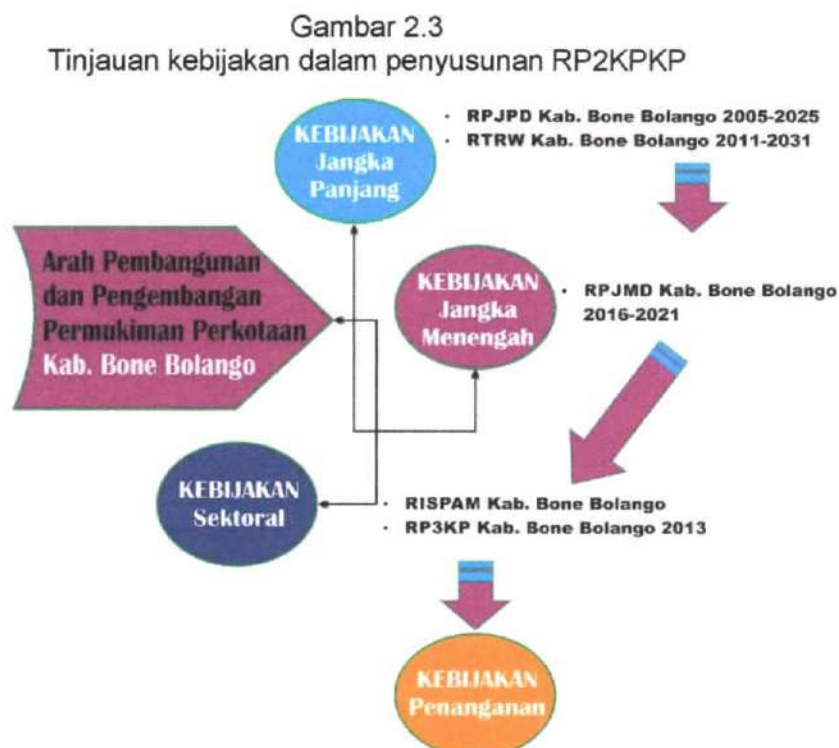 Gambar 2.3
Tinjauan kebijakan dalam penyusunan RP2KPKP
KEBIJAKAN
Jangka
Panjang
· RPJPD Kab. Bone Bolango 2005-2025
· RTRW Kab. Bone Bolango 2011-2031
Arah Pembangunan
dan Pengembangan
Permukiman Perkotaan
Kab. Bone Bolango
KEBIJAKAN
Jangka
Menengah
· RPJMD Kab. Bone Bolango
2016-2021
KEBIJAKAN
Sektoral
· RISPAM Kab. Bone Bolango
· RP3KP Kab. Bone Bolango 2013
KEBIJAKAN
Penanganan